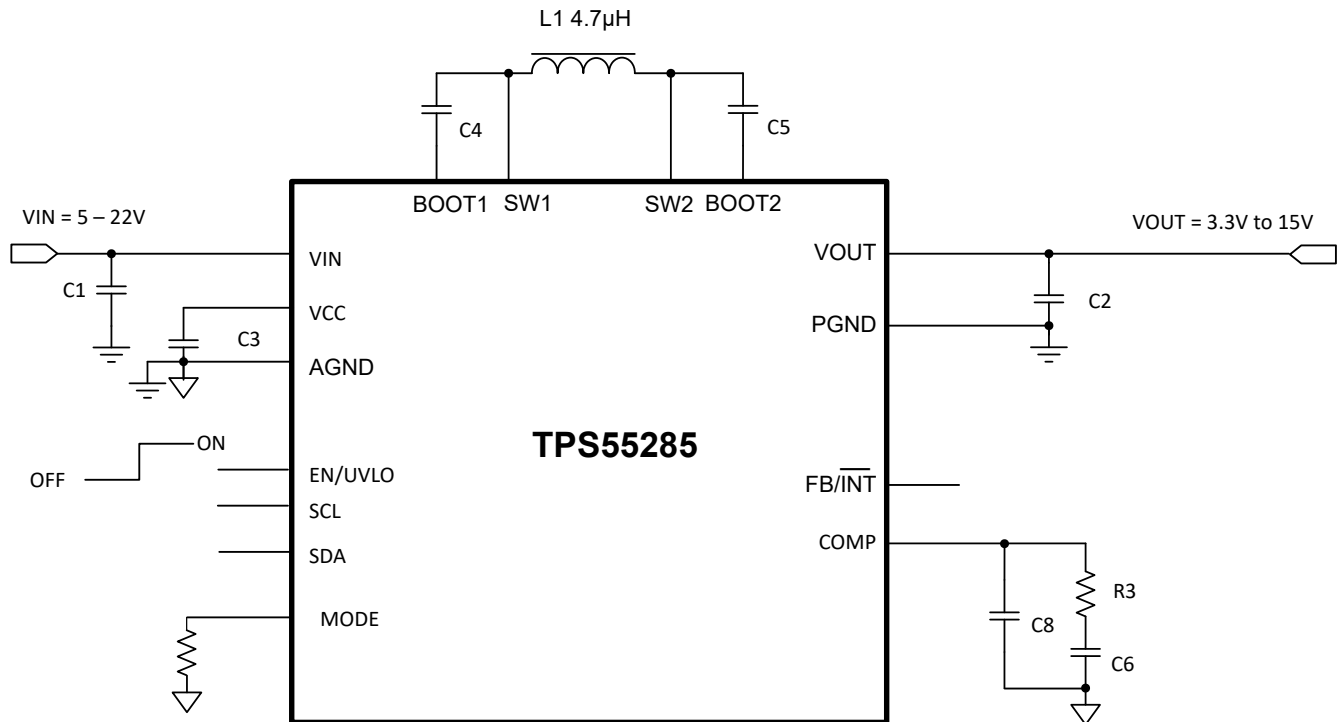 L1 4.7µH
C4
C5
BOOT1 SW1
SW2 BOOT2
VIN = 5 – 22V
VOUT = 3.3V to 15V
VIN
VOUT
C1
C2
VCC
PGND
C3
AGND
ON
OFF
TPS55285
EN/UVLO
FB/INT
SCL
COMP
SDA
R3
MODE
C8
C6